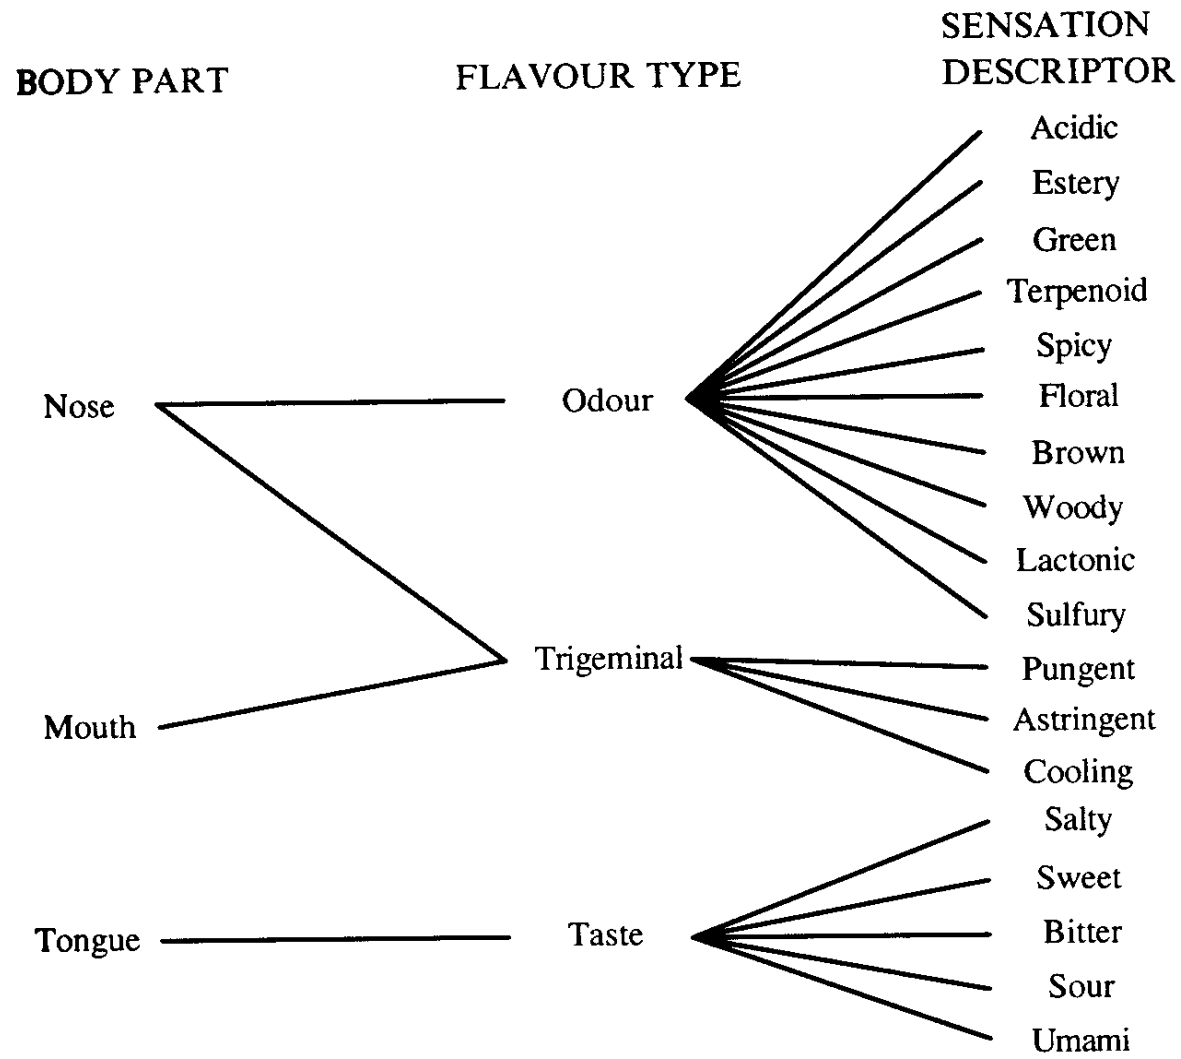 SENSATION
BODY PART FLAVOUR TYPE DESCRIPTOR
Acidic
Estery
Green
Terpenoid
Spicy
Floral
Nose Odour
Brown
Woody
Lactonic
Sulfury
Trigeminal
Pungent
Mouth Astringent
Cooling
Salty
Sweet
Tongue Taste Bitter
Sour
Umami